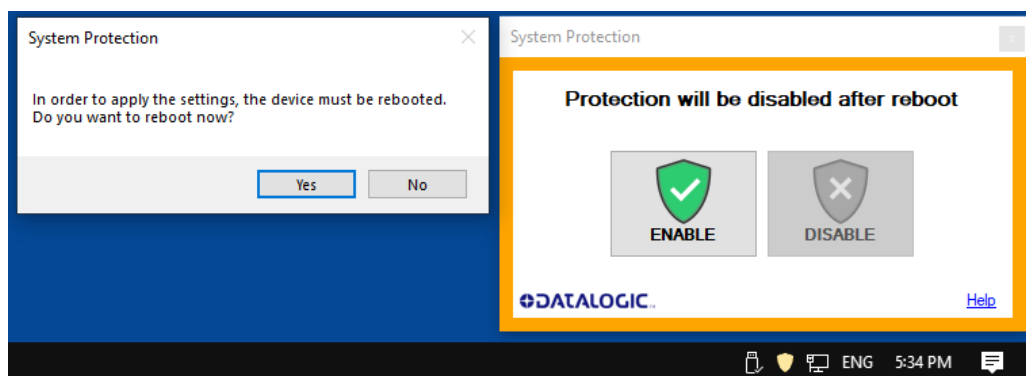 System Protection
In order to apply the settings, the device must be rebooted.
Do you want to reboot now?
Yes
No
System Protection
Protection will be disabled after reboot
ENABLE
DISABLE
DATALOGIC
Help
ENG
5:34 PM